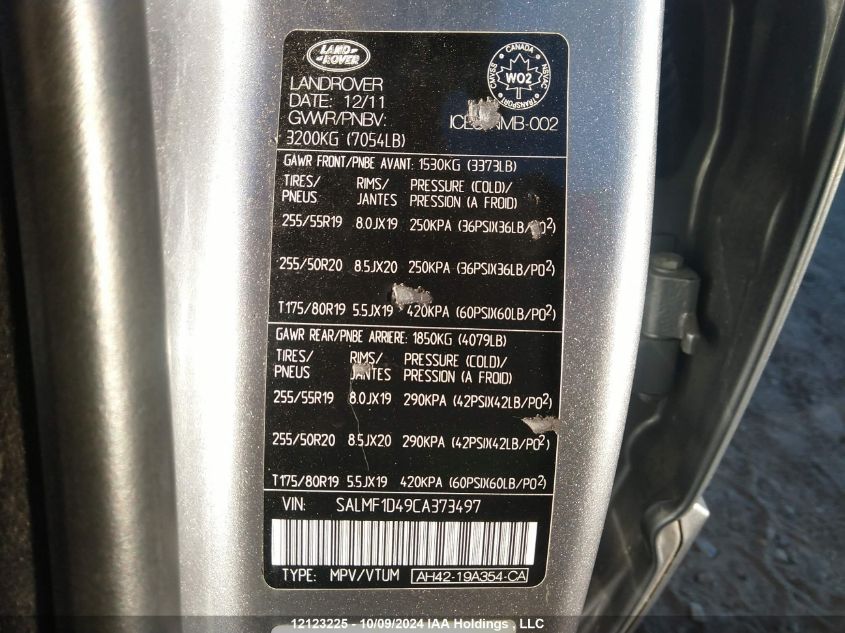 LAND
ROVER
LANDROVER
DATE: 12/11
GVWR/PNBV:
3200KG (7054LB)
CANADA
CMVSS NSVAC
WO2
TRANSPORT
GAWR FRONT/PNBE AVANT: 1530KG (3373LB)
TIRES/ RIMS/ PRESSURE (COLD)/
PNEUS JANTES PRESSION (A FROID)
255/55R19 8.0JX19 250KPA (36PSI)(36LB/PO²)
255/50R20 8.5JX20 250KPA (36PSI)(36LB/PO²)
T175/80R19 5.5JX19 420KPA (60PSI)(60LB/PO²)
GAWR REAR/PNBE ARRIERE: 1850KG (4079LB)
TIRES/ RIMS/ PRESSURE (COLD)/
PNEUS JANTES PRESSION (A FROID)
255/55R19 8.0JX19 290KPA (42PSI)(42LB/PO²)
255/50R20 8.5JX20 290KPA (42PSI)(42LB/PO²)
T175/80R19 5.5JX19 420KPA (60PSI)(60LB/PO²)
VIN: SALMF1D49CA373497
TYPE: MPV/VTUM AH42-19A354-CA
12123225 - 10/09/2024 IAA Holdings, LLC